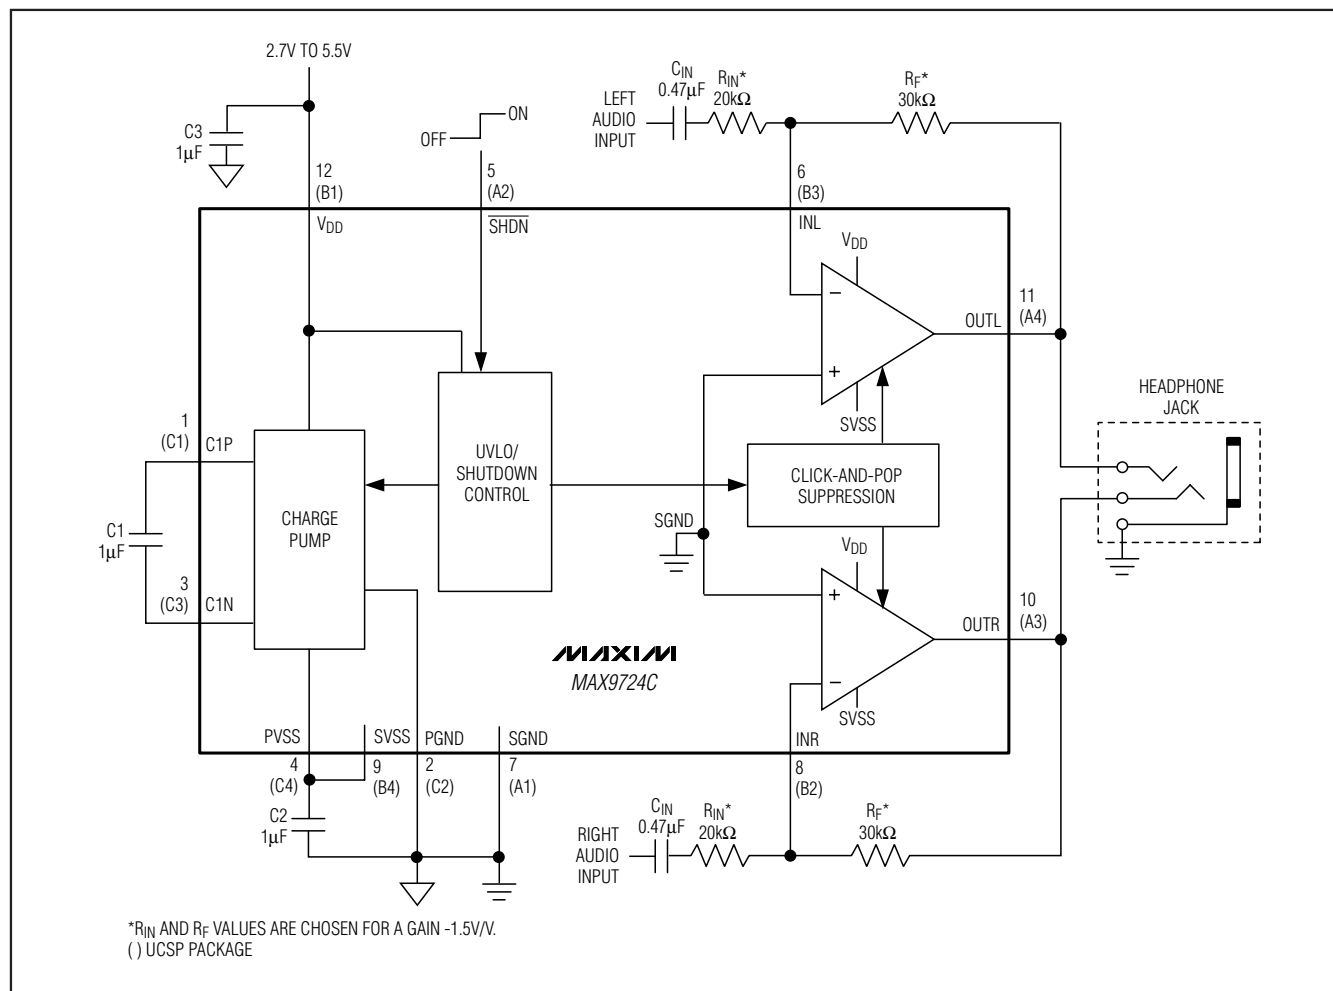 2.7V TO 5.5V
C3
1µF
12
(B1)
VDD
OFF
ON
5
(A2)
SHDN
LEFT
AUDIO
INPUT
CIN
0.47µF
RIN*
20kΩ
RF*
30kΩ
6
(B3)
INL
VDD
−
+
SVSS
OUTL
11
(A4)
HEADPHONE
JACK
1
(C1)
C1P
C1
1µF
3
(C3)
C1N
CHARGE
PUMP
UVLO/
SHUTDOWN
CONTROL
CLICK-AND-POP
SUPPRESSION
SGND
VDD
+
−
SVSS
OUTR
10
(A3)
MAXIM
MAX9724C
PVSS
4
(C4)
SVSS
9
(B4)
PGND
2
(C2)
SGND
7
(A1)
INR
8
(B2)
C2
1µF
RIGHT
AUDIO
INPUT
CIN
0.47µF
RIN*
20kΩ
RF*
30kΩ
*RIN AND RF VALUES ARE CHOSEN FOR A GAIN -1.5V/V.
( ) UCSP PACKAGE